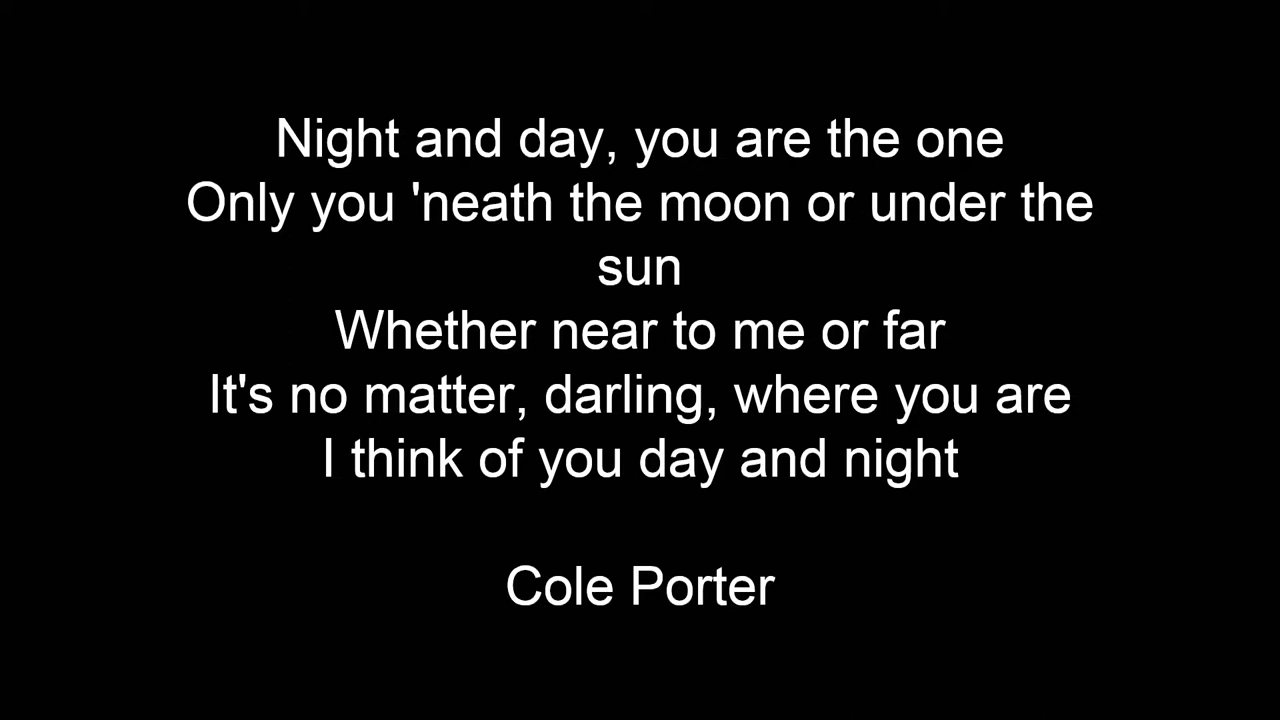 Night and day, you are the one
Only you 'neath the moon or under the
sun
Whether near to me or far
It's no matter, darling, where you are
I think of you day and night
Cole Porter